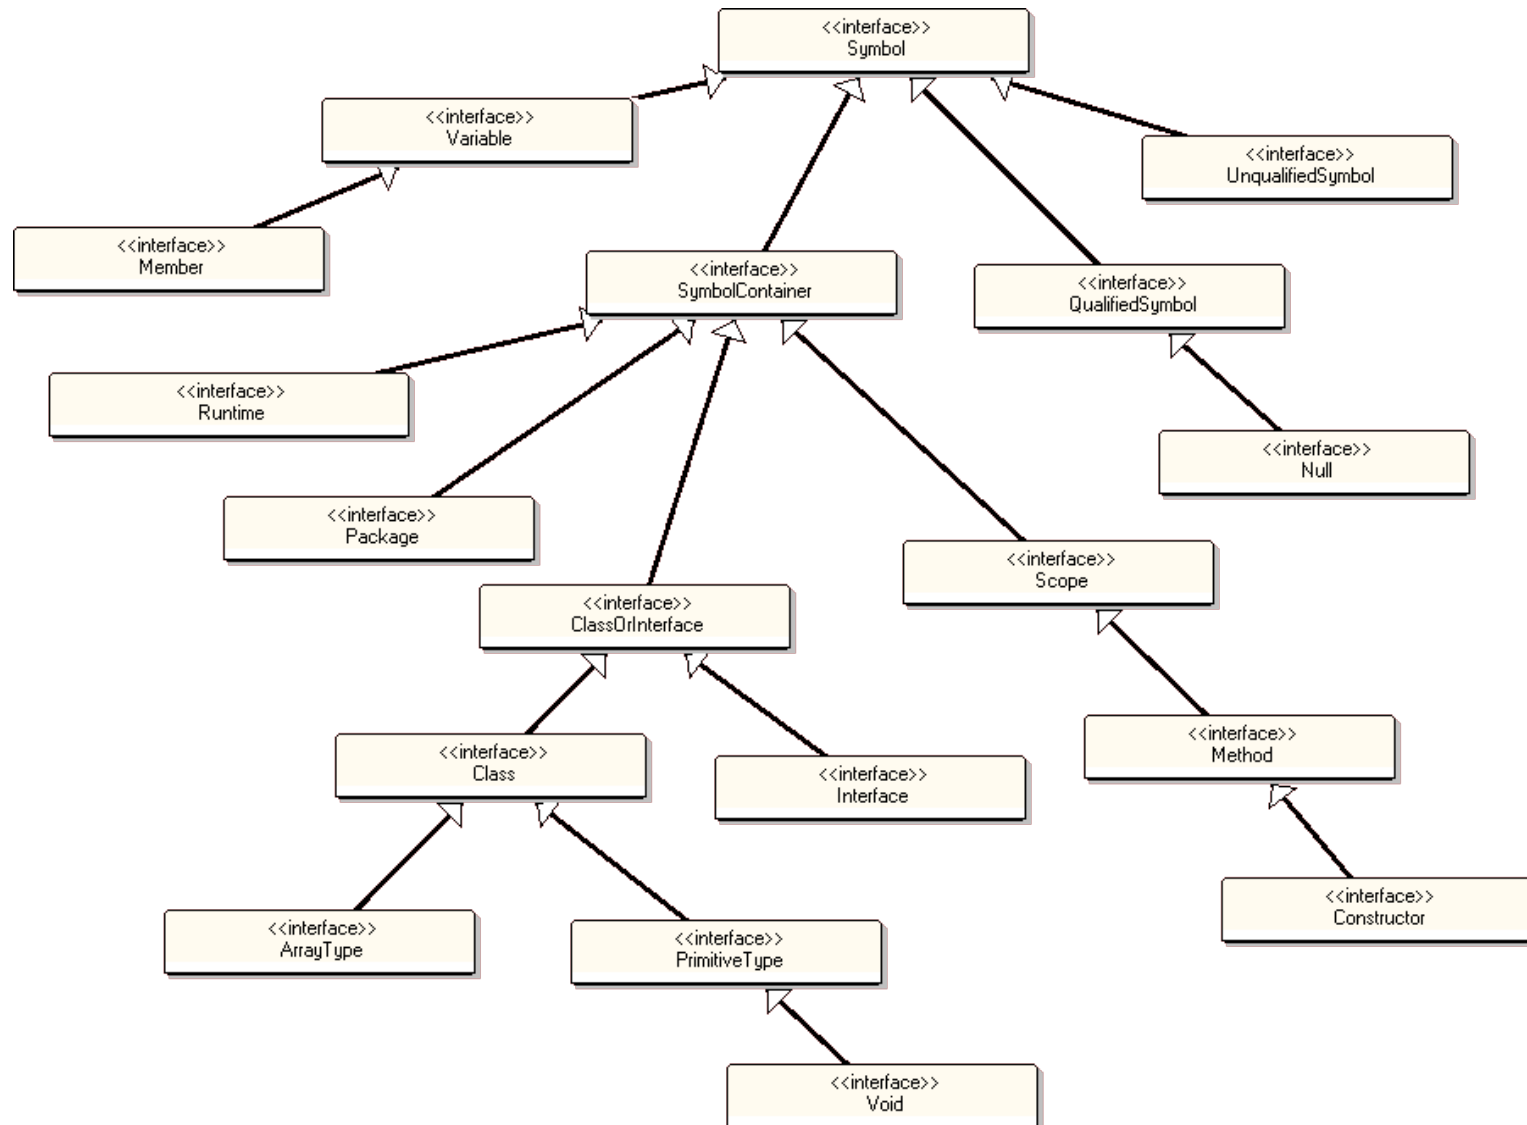 <<interface>>
Symbol
<<interface>>
Variable
<<interface>>
UnqualifiedSymbol
<<interface>>
Member
<<interface>>
SymbolContainer
<<interface>>
QualifiedSymbol
<<interface>>
Runtime
<<interface>>
Null
<<interface>>
Package
<<interface>>
Scope
<<interface>>
ClassOrInterface
<<interface>>
Method
<<interface>>
Class
<<interface>>
Interface
<<interface>>
Constructor
<<interface>>
ArrayType
<<interface>>
PrimitiveType
<<interface>>
Void